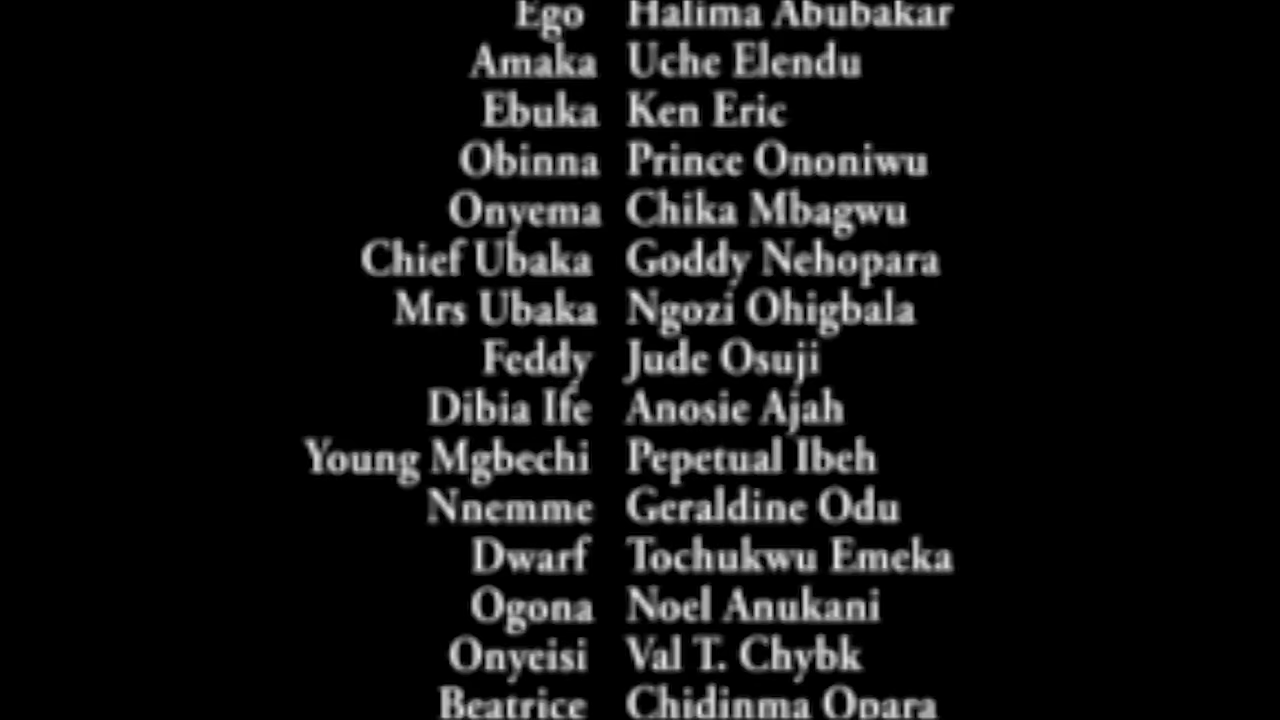 Ego Halima Abubakar
Amaka Uche Elendu
Ebuka Ken Eric
Obinna Prince Ononiwu
Onyema Chika Mbagwu
Chief Ubaka Goddy Nehopara
Mrs Ubaka Ngozi Ohigbala
Feddy Jude Osuji
Dibia Ife Anosie Ajah
Young Mgbechi Pepetual Ibeh
Nnemme Geraldine Odu
Dwarf Tochukwu Emeka
Ogona Noel Anukani
Onyeisi Val T. Chybk
Beatrice Chidinma Opara